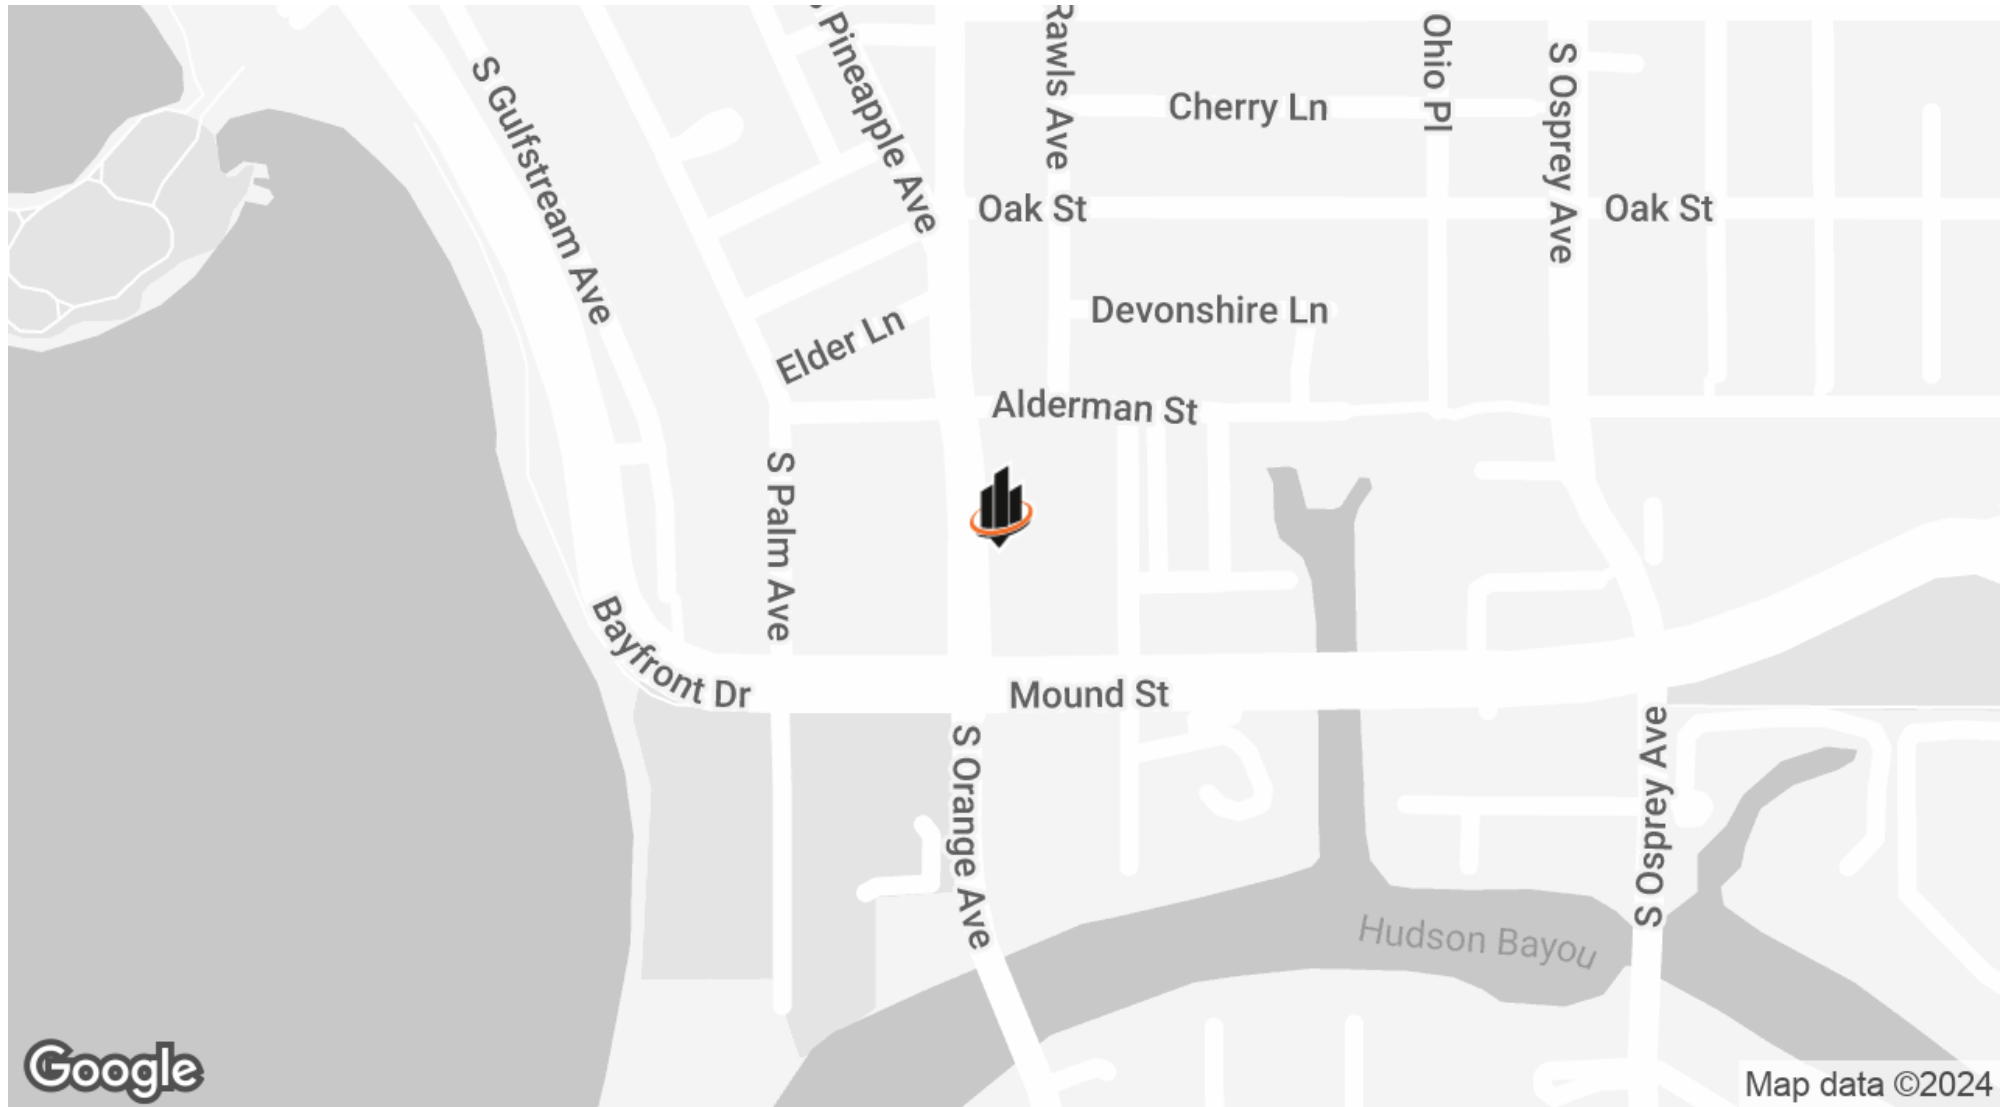 S Gulfstream Ave
S Pineapple Ave
Rawls Ave
Ohio Pl
S Osprey Ave
Cherry Ln
Oak St
Oak St
Devonshire Ln
Elder Ln
Alderman St
S Palm Ave
Bayfront Dr
Mound St
S Orange Ave
S Osprey Ave
Hudson Bayou
Google
Map data ©2024